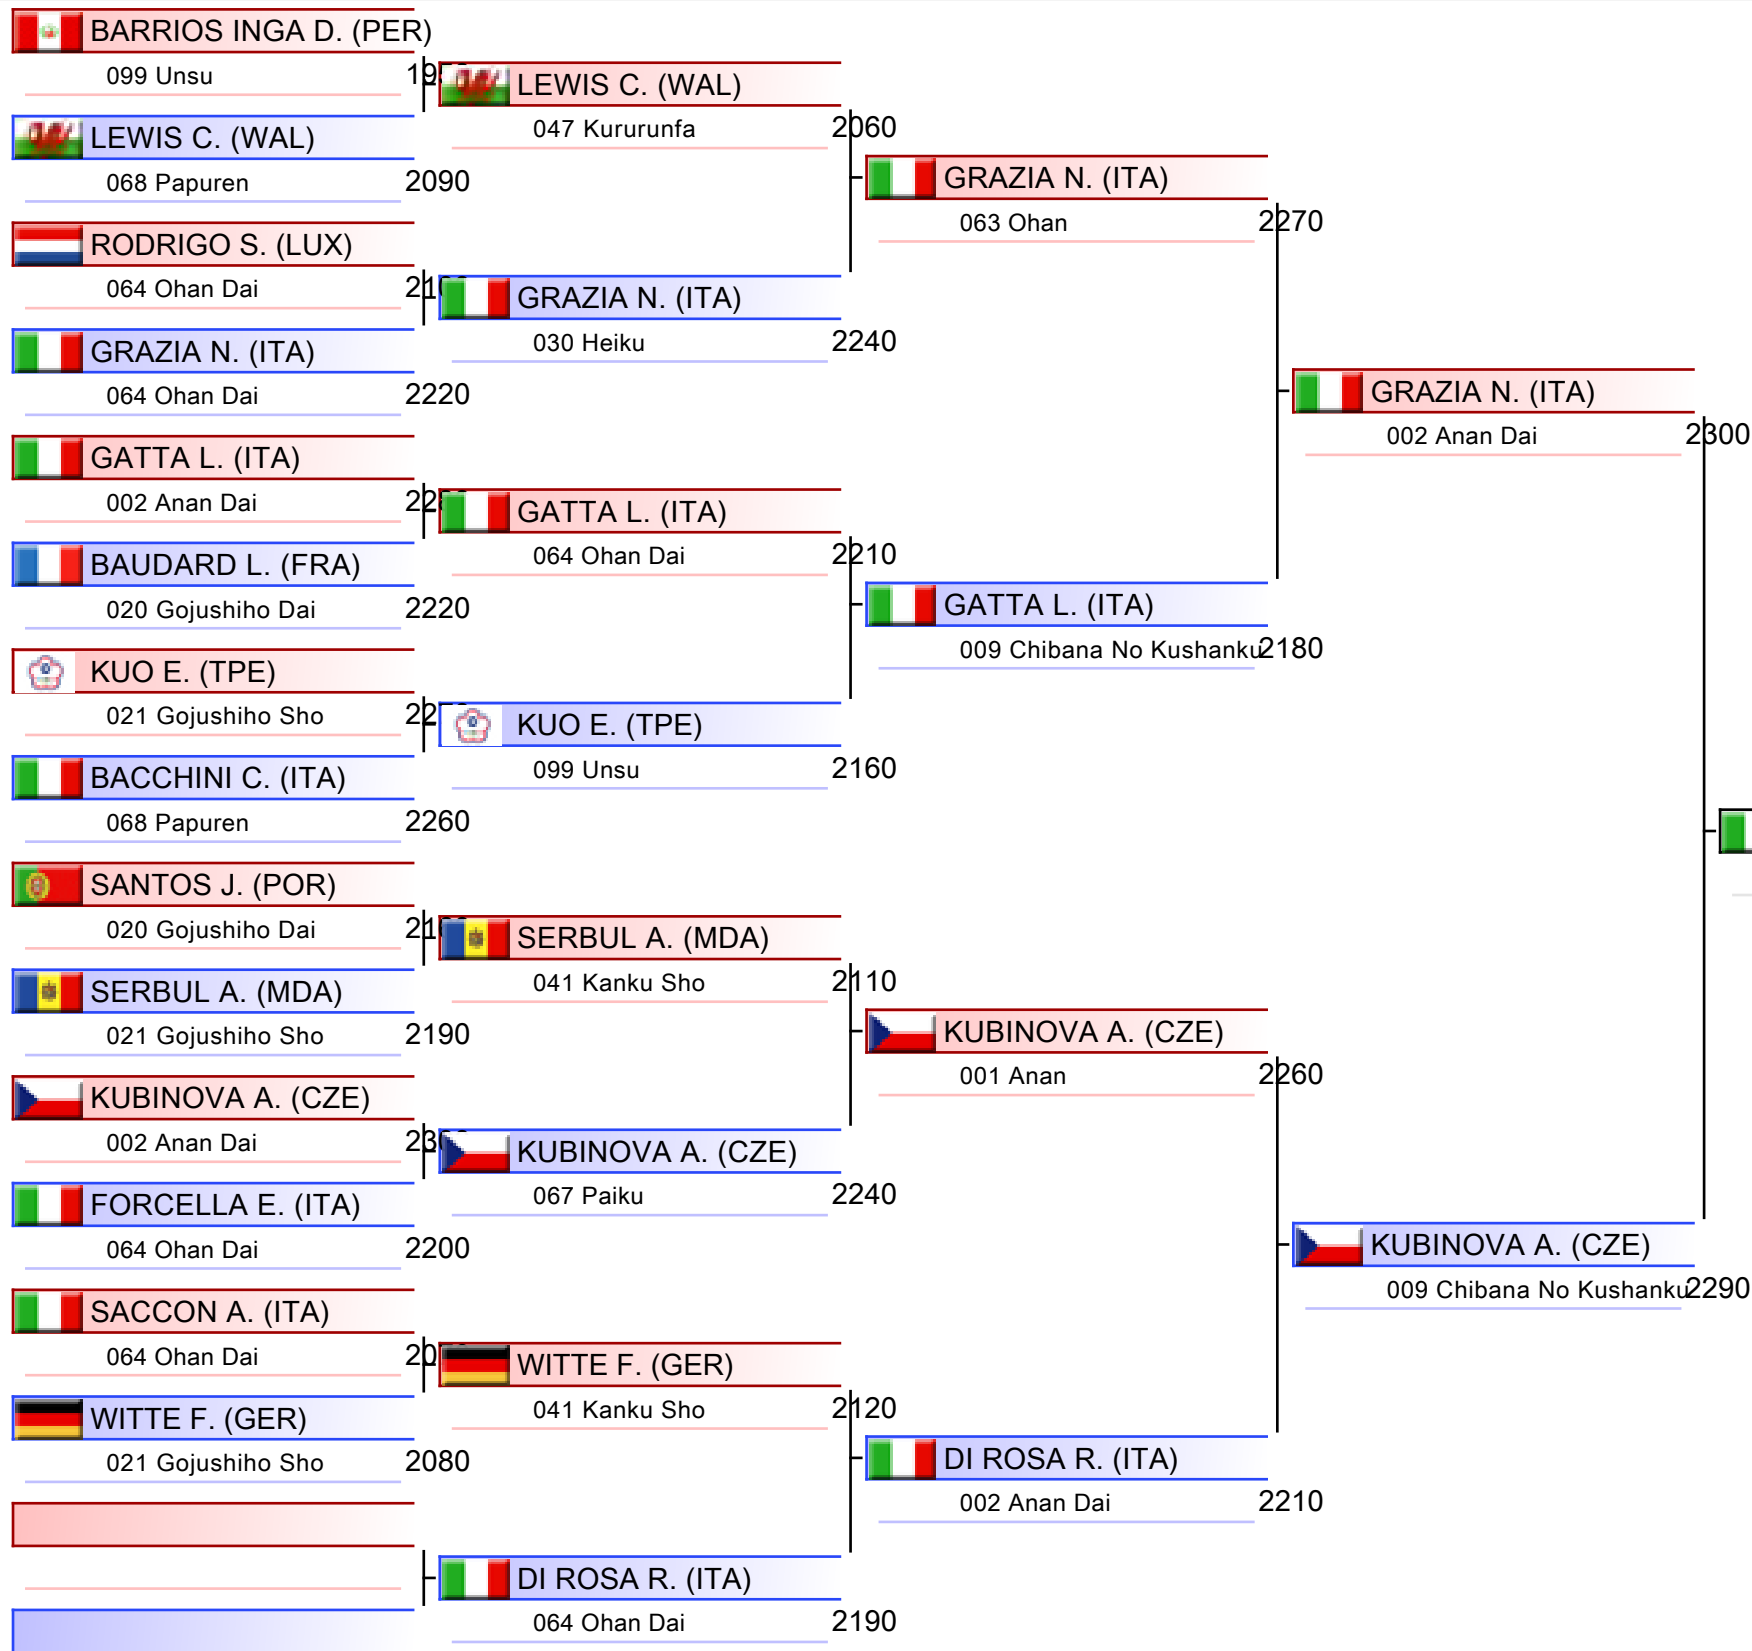 BARRIOS INGA D. (PER)
099 Unsu
LEWIS C. (WAL)
068 Papuren 2090
RODRIGO S. (LUX)
064 Ohan Dai
GRAZIA N. (ITA)
064 Ohan Dai 2220
GATTA L. (ITA)
002 Anan Dai
BAUDARD L. (FRA)
020 Gojushiho Dai 2220
KUO E. (TPE)
021 Gojushiho Sho
BACCHINI C. (ITA)
068 Papuren 2260
SANTOS J. (POR)
020 Gojushiho Dai
SERBUL A. (MDA)
021 Gojushiho Sho 2190
KUBINOVA A. (CZE)
002 Anan Dai
FORCELLA E. (ITA)
064 Ohan Dai 2200
SACCON A. (ITA)
064 Ohan Dai
WITTE F. (GER)
021 Gojushiho Sho 2080
LEWIS C. (WAL)
047 Kururunfa 2060
GRAZIA N. (ITA)
030 Heiku 2240
GATTA L. (ITA)
064 Ohan Dai 2210
KUO E. (TPE)
099 Unsu 2160
SERBUL A. (MDA)
041 Kanku Sho 2110
KUBINOVA A. (CZE)
067 Paiku 2240
WITTE F. (GER)
041 Kanku Sho 2120
DI ROSA R. (ITA)
064 Ohan Dai 2190
GRAZIA N. (ITA)
063 Ohan 2270
GATTA L. (ITA)
009 Chibana No Kushanku 2180
KUBINOVA A. (CZE)
001 Anan 2260
DI ROSA R. (ITA)
002 Anan Dai 2210
GRAZIA N. (ITA)
002 Anan Dai 2300
KUBINOVA A. (CZE)
009 Chibana No Kushanku 2290